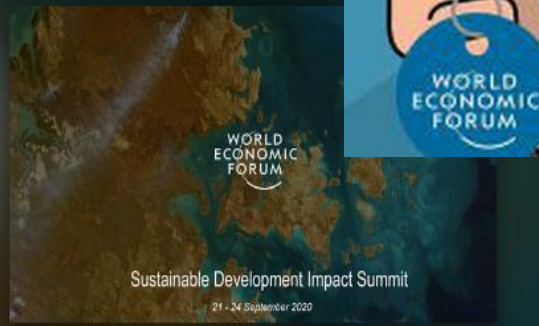 WORLD
ECONOMIC
FORUM
WORLD
ECONOMIC
FORUM
Sustainable Development Impact Summit
21 - 24 September 2020